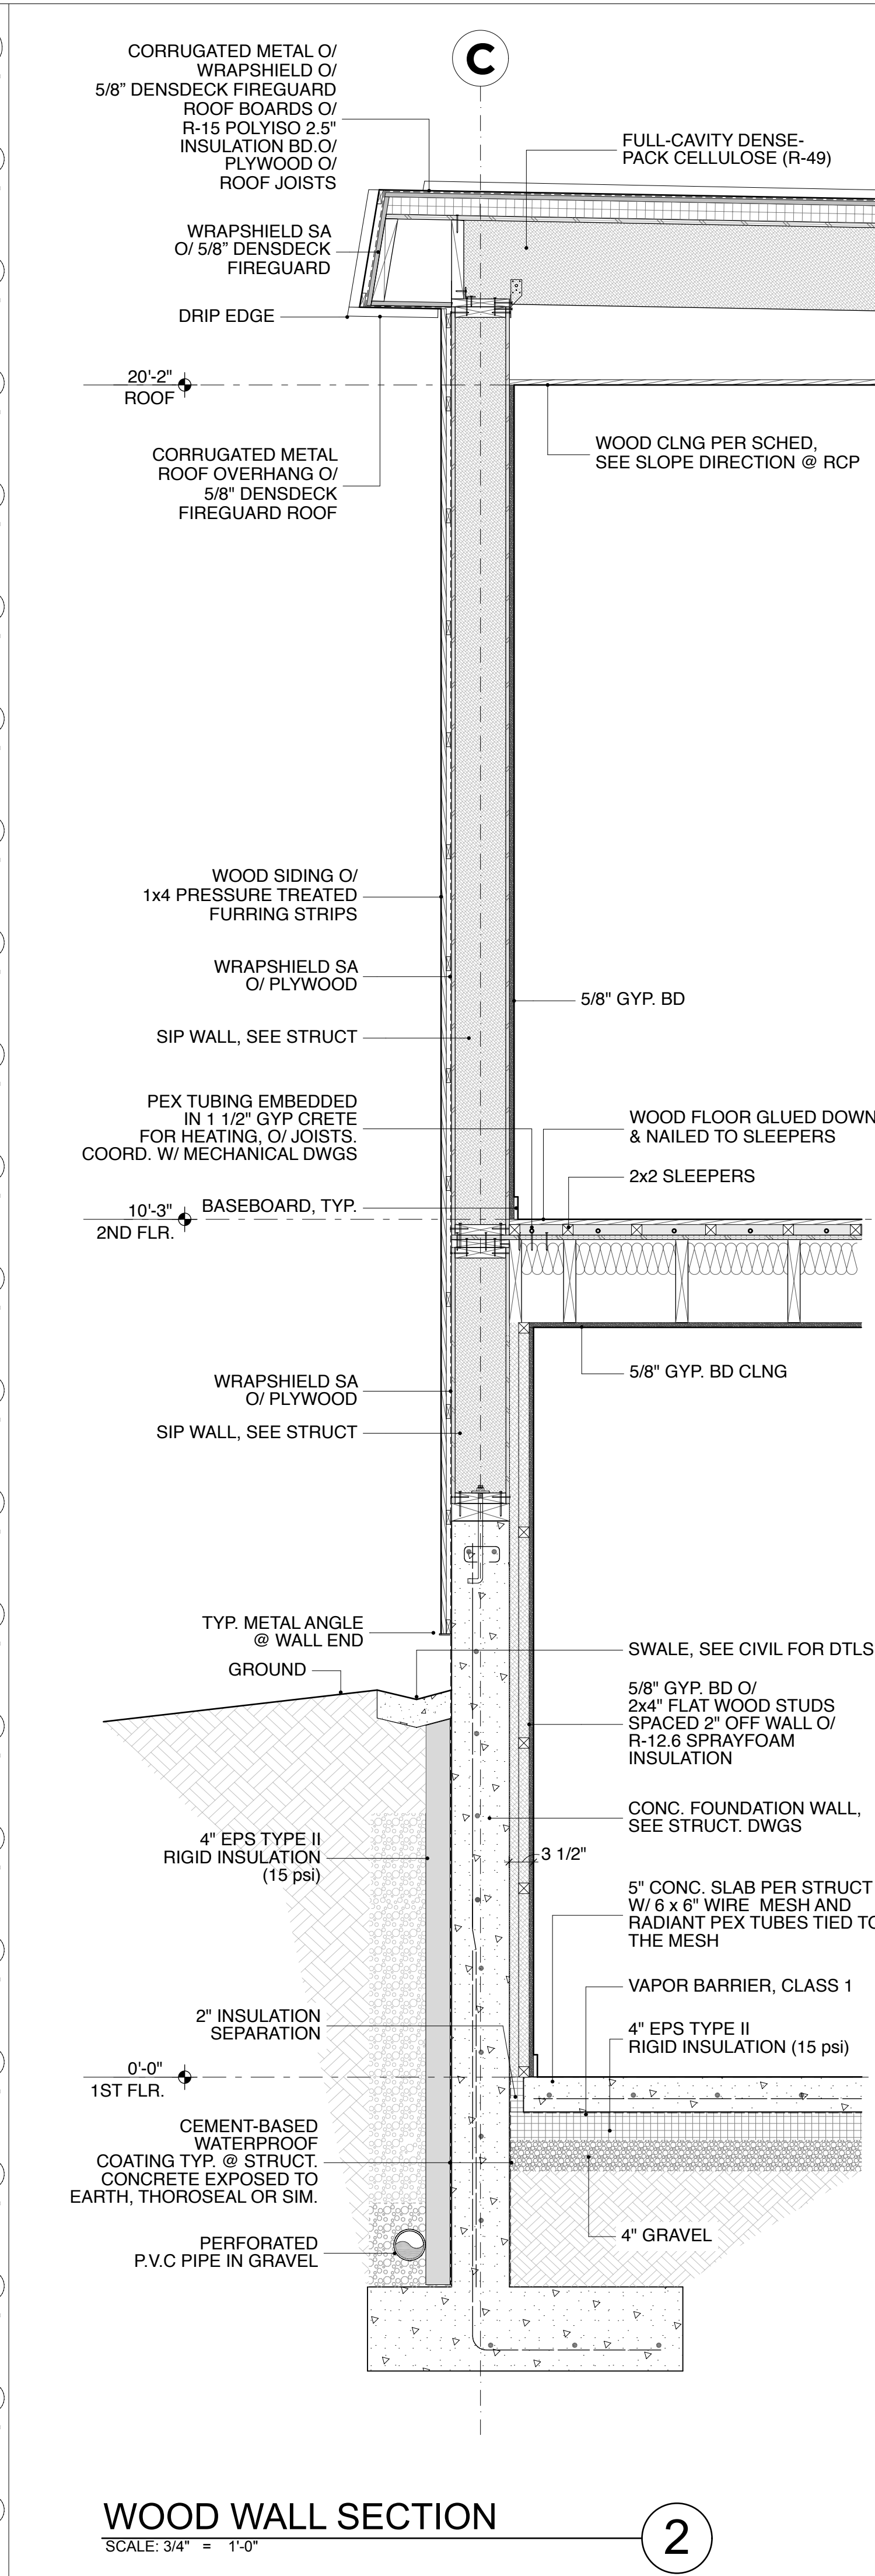 C
CORRUGATED METAL O/
WRAPSHIELD O/
5/8” DENSDECK FIREGUARD
ROOF BOARDS O/
R-15 POLYISO 2.5"
INSULATION BD.O/
PLYWOOD O/
ROOF JOISTS
FULL-CAVITY DENSE-
PACK CELLULOSE (R-49)
WRAPSHIELD SA
O/ 5/8” DENSDECK
FIREGUARD
DRIP EDGE
20'-2"
ROOF
WOOD CLNG PER SCHED,
SEE SLOPE DIRECTION @ RCP
CORRUGATED METAL
ROOF OVERHANG O/
5/8" DENSDECK
FIREGUARD ROOF
WOOD SIDING O/
1x4 PRESSURE TREATED
FURRING STRIPS
WRAPSHIELD SA
O/ PLYWOOD
5/8" GYP. BD
SIP WALL, SEE STRUCT
PEX TUBING EMBEDDED
IN 1 1/2" GYP CRETE
FOR HEATING, O/ JOISTS.
COORD. W/ MECHANICAL DWGS
WOOD FLOOR GLUED DOWN
& NAILED TO SLEEPERS
2x2 SLEEPERS
BASEBOARD, TYP.
10'-3"
2ND FLR.
WRAPSHIELD SA
O/ PLYWOOD
5/8" GYP. BD CLNG
SIP WALL, SEE STRUCT
TYP. METAL ANGLE
@ WALL END
GROUND
SWALE, SEE CIVIL FOR DTLS
5/8" GYP. BD O/
2x4" FLAT WOOD STUDS
SPACED 2" OFF WALL O/
R-12.6 SPRAYFOAM
INSULATION
CONC. FOUNDATION WALL,
SEE STRUCT. DWGS
4" EPS TYPE II
RIGID INSULATION
(15 psi)
3 1/2"
5" CONC. SLAB PER STRUCT
W/ 6 x 6" WIRE MESH AND
RADIANT PEX TUBES TIED TO
THE MESH
VAPOR BARRIER, CLASS 1
2" INSULATION
SEPARATION
4" EPS TYPE II
RIGID INSULATION (15 psi)
0'-0"
1ST FLR.
CEMENT-BASED
WATERPROOF
COATING TYP. @ STRUCT.
CONCRETE EXPOSED TO
EARTH, THOROSEAL OR SIM.
4" GRAVEL
PERFORATED
P.V.C PIPE IN GRAVEL
WOOD WALL SECTION
SCALE: 3/4" = 1'-0"
2